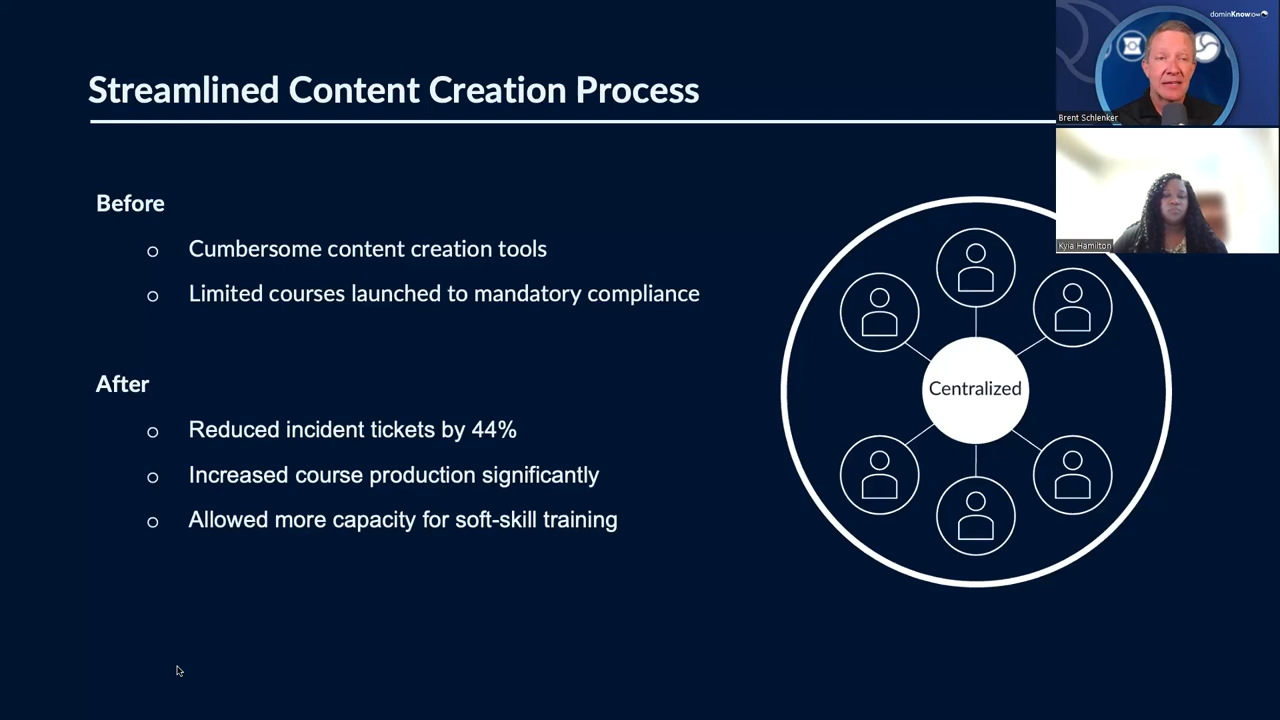 Streamlined Content Creation Process
Before
Cumbersome content creation tools
Limited courses launched to mandatory compliance
After
Reduced incident tickets by 44%
Increased course production significantly
Allowed more capacity for soft-skill training
Centralized
dominKnow
Brent Schlenker
Kyia Hamilton